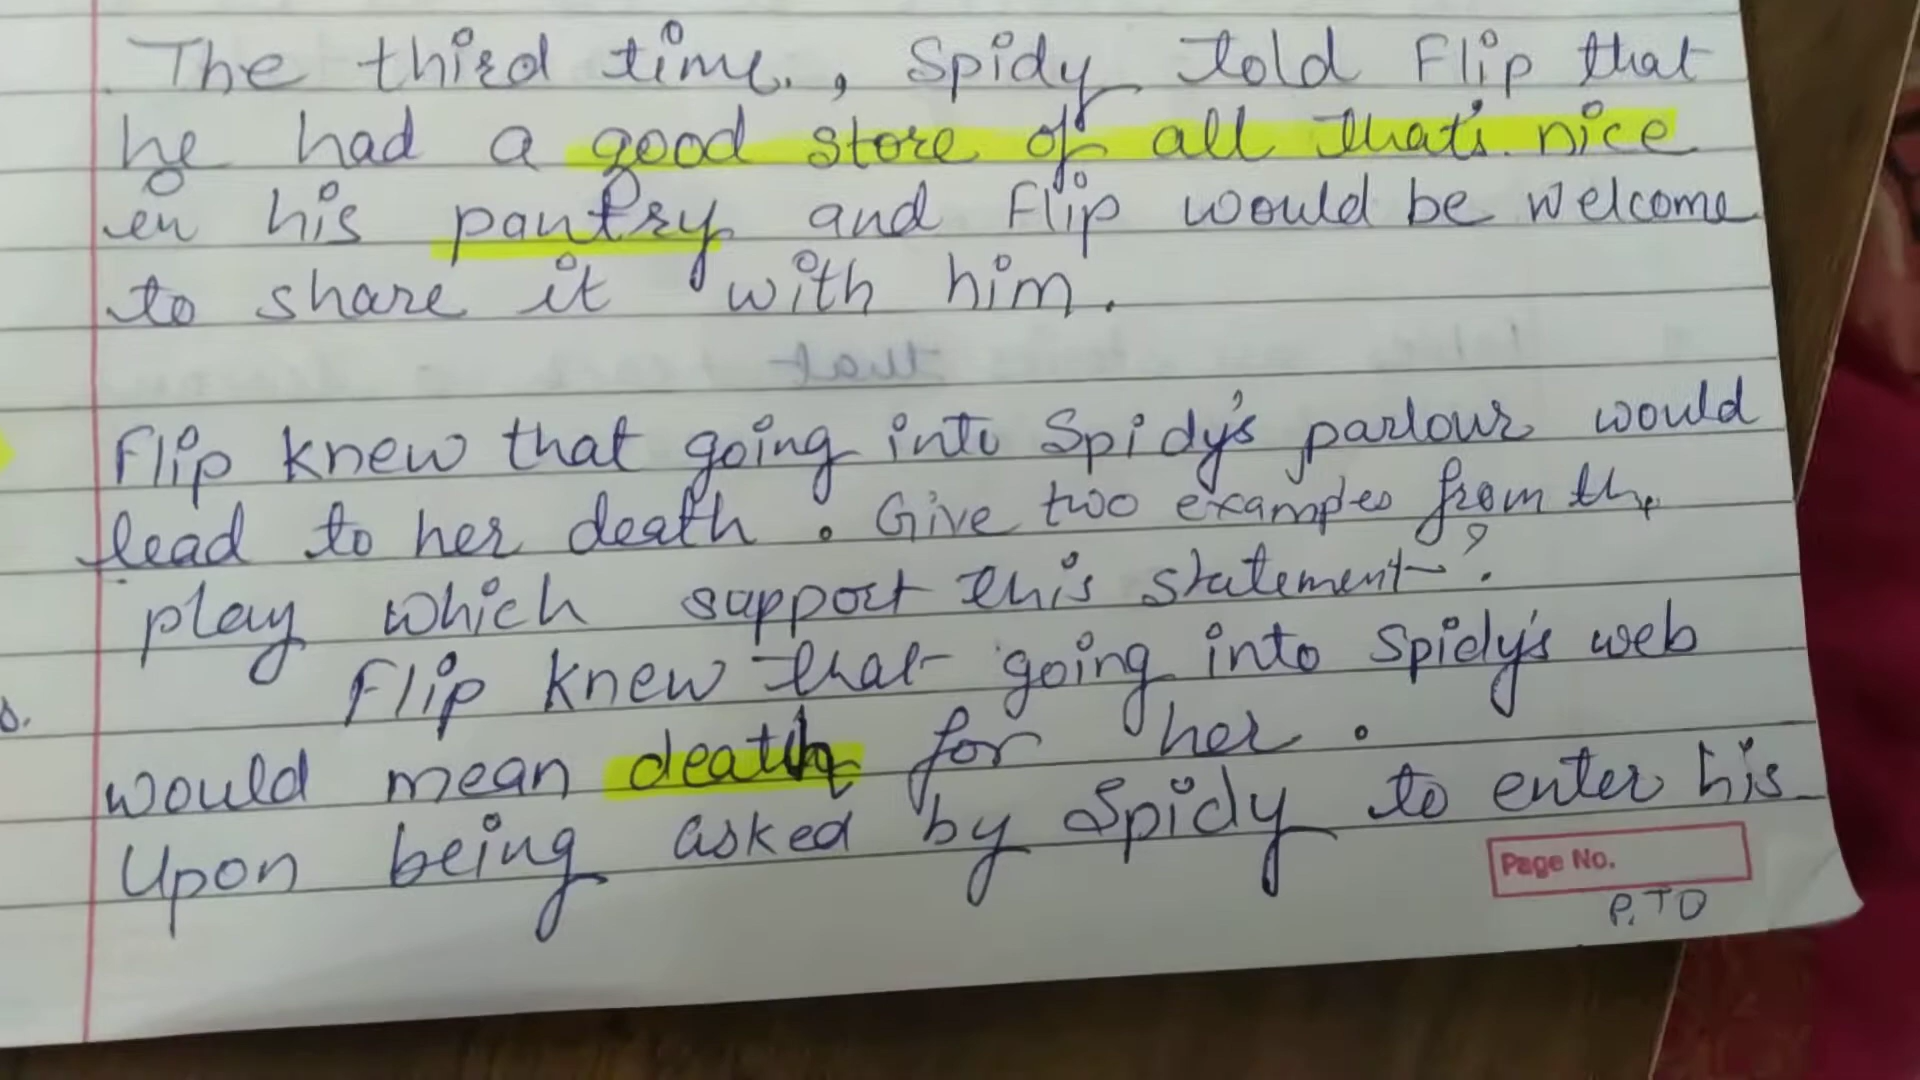 The third time. , Spidy told Flip that
he had a good store of all that's nice
in his pantry and Flip would be welcome
to share it with him.
Flip knew that going into Spidy's parlour would
lead to her death. Give two examples from the
play which support this statement?
Flip knew that going into Spidy's web
would mean death for her.
Upon being asked by Spidy to enter his
Page No.
P.T O